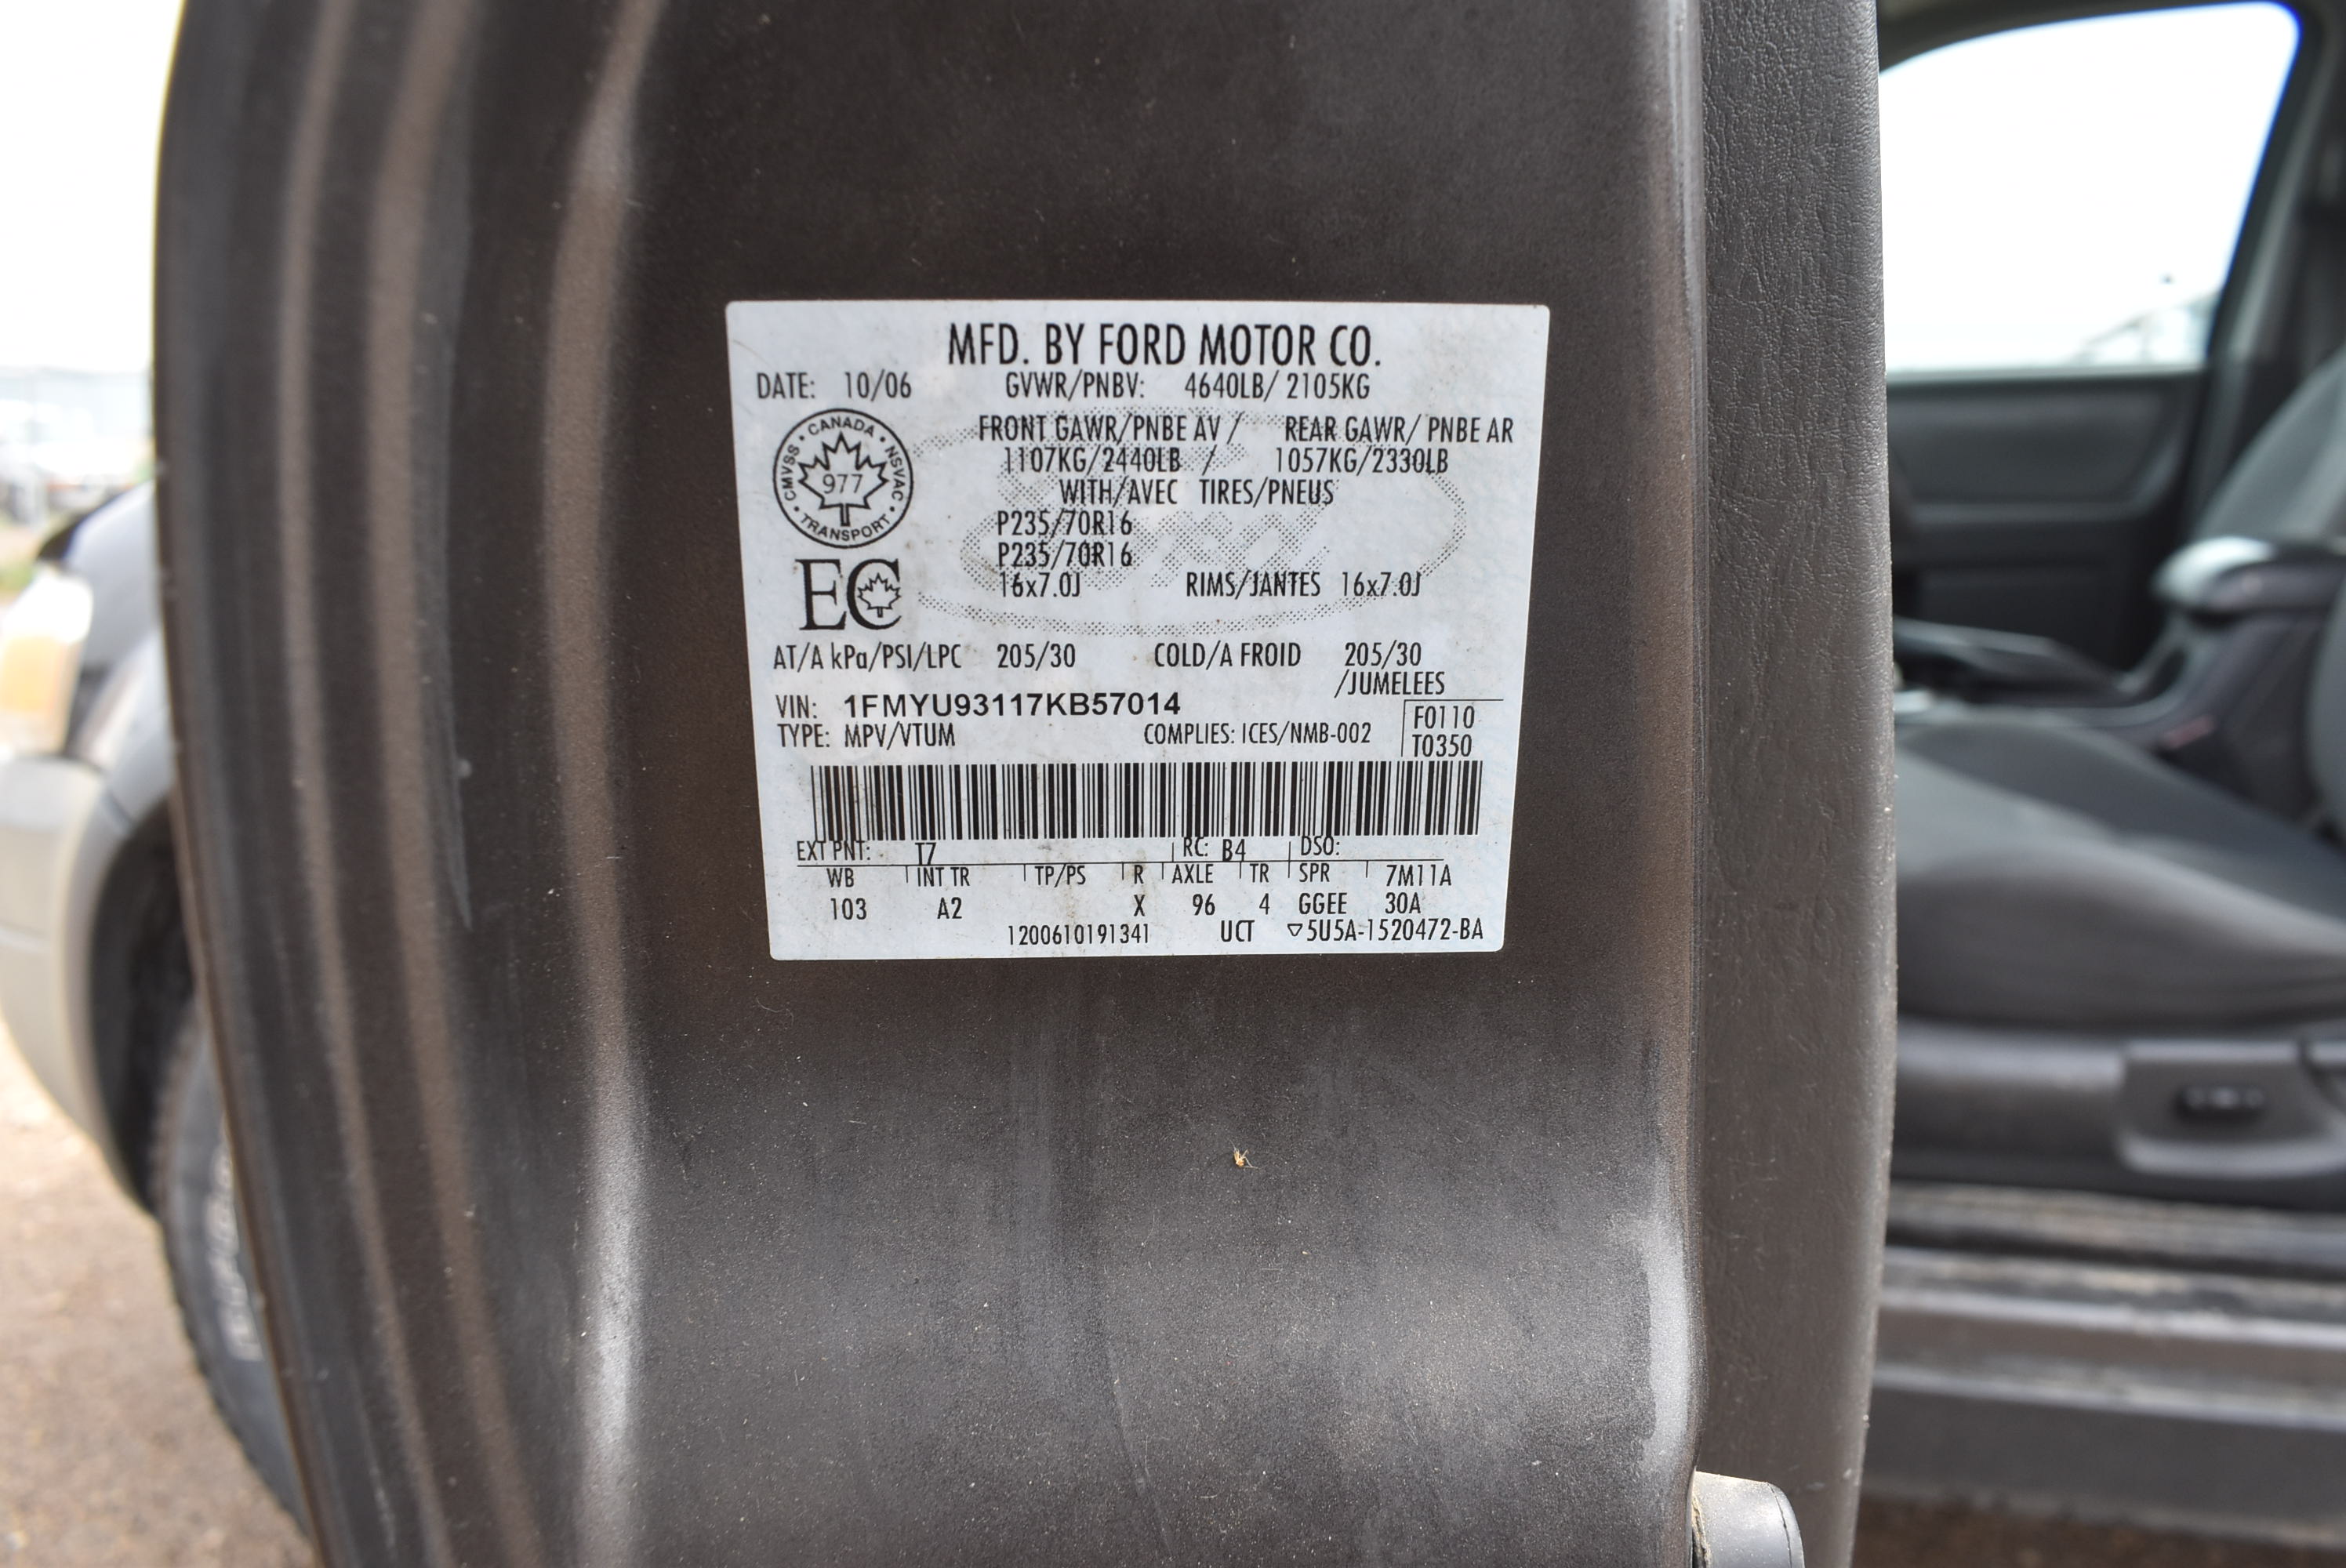 MFD. BY FORD MOTOR CO.
DATE: 10/06 GVWR/PNBV: 4640LB/ 2105KG
FRONT GAWR/PNBE AV / REAR GAWR/ PNBE AR
1107KG/2440LB / 1057KG/2330LB
WITH/AVEC TIRES/PNEUS
P235/70R16
P235/70R16
16x7.0J RIMS/JANTES 16x7.0J
CANADA
CMVSS 977 NSVAC
TRANSPORT
EC
AT/A kPa/PSI/LPC 205/30 COLD/A FROID 205/30
/JUMELEES
VIN: 1FMYU93117KB57014
TYPE: MPV/VTUM COMPLIES: ICES/NMB-002
F0110
T0350
EXT PNT: T7 RC: B4 DSO:
WB INT TR TP/PS R AXLE TR SPR 7M11A
103 A2 X 96 4 GGEE 30A
1200610191341 UCT ▽5U5A-1520472-BA